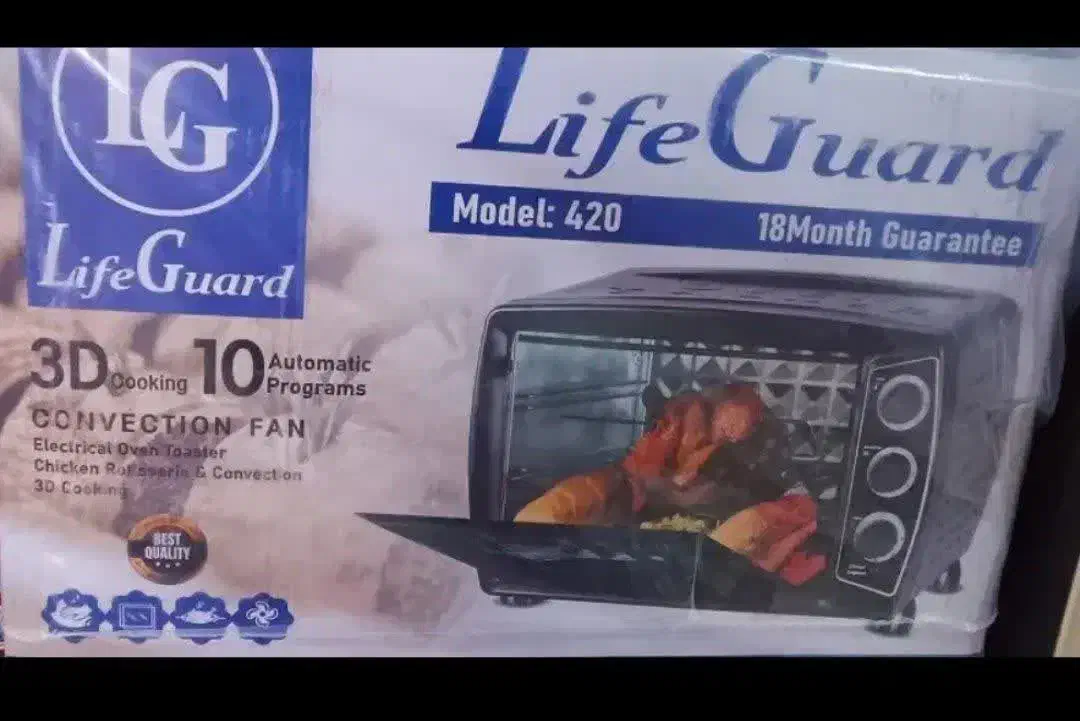 LG
LifeGuard
LifeGuard
Model: 420 18Month Guarantee
3D Cooking 10 Automatic Programs
CONVECTION FAN
Electrical Oven Toaster
Chicken Rotisserie & Convection
3D Cooking
BEST
QUALITY